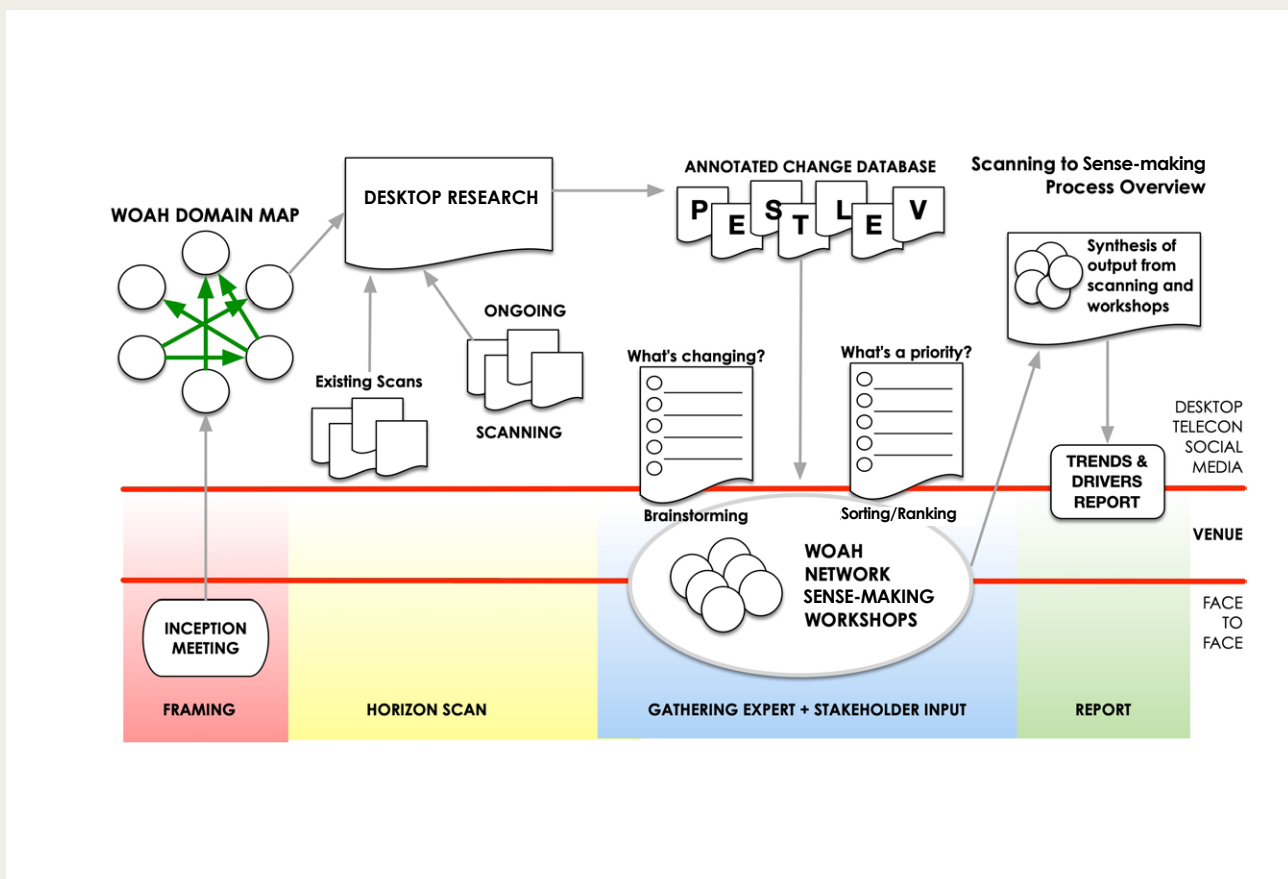 Scanning to Sense-making
Process Overview
WOAH DOMAIN MAP
DESKTOP RESEARCH
ANNOTATED CHANGE DATABASE
P
E
S
T
L
E
V
Synthesis of
output from
scanning and
workshops
ONGOING
SCANNING
Existing Scans
What's changing?
Brainstorming
What's a priority?
Sorting/Ranking
DESKTOP
TELECON
SOCIAL
MEDIA
TRENDS &
DRIVERS
REPORT
VENUE
WOAH
NETWORK
SENSE-MAKING
WORKSHOPS
INCEPTION
MEETING
FACE
TO
FACE
FRAMING
HORIZON SCAN
GATHERING EXPERT + STAKEHOLDER INPUT
REPORT